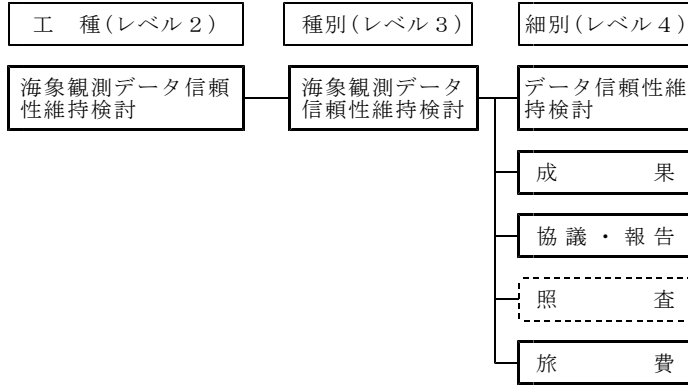 工 種(レベル2)
種別(レベル3)
細別(レベル4)
海象観測データ信頼
性維持検討
海象観測データ
信頼性維持検討
データ信頼性維
持検討
成 果
協議・報告
照 査
旅 費